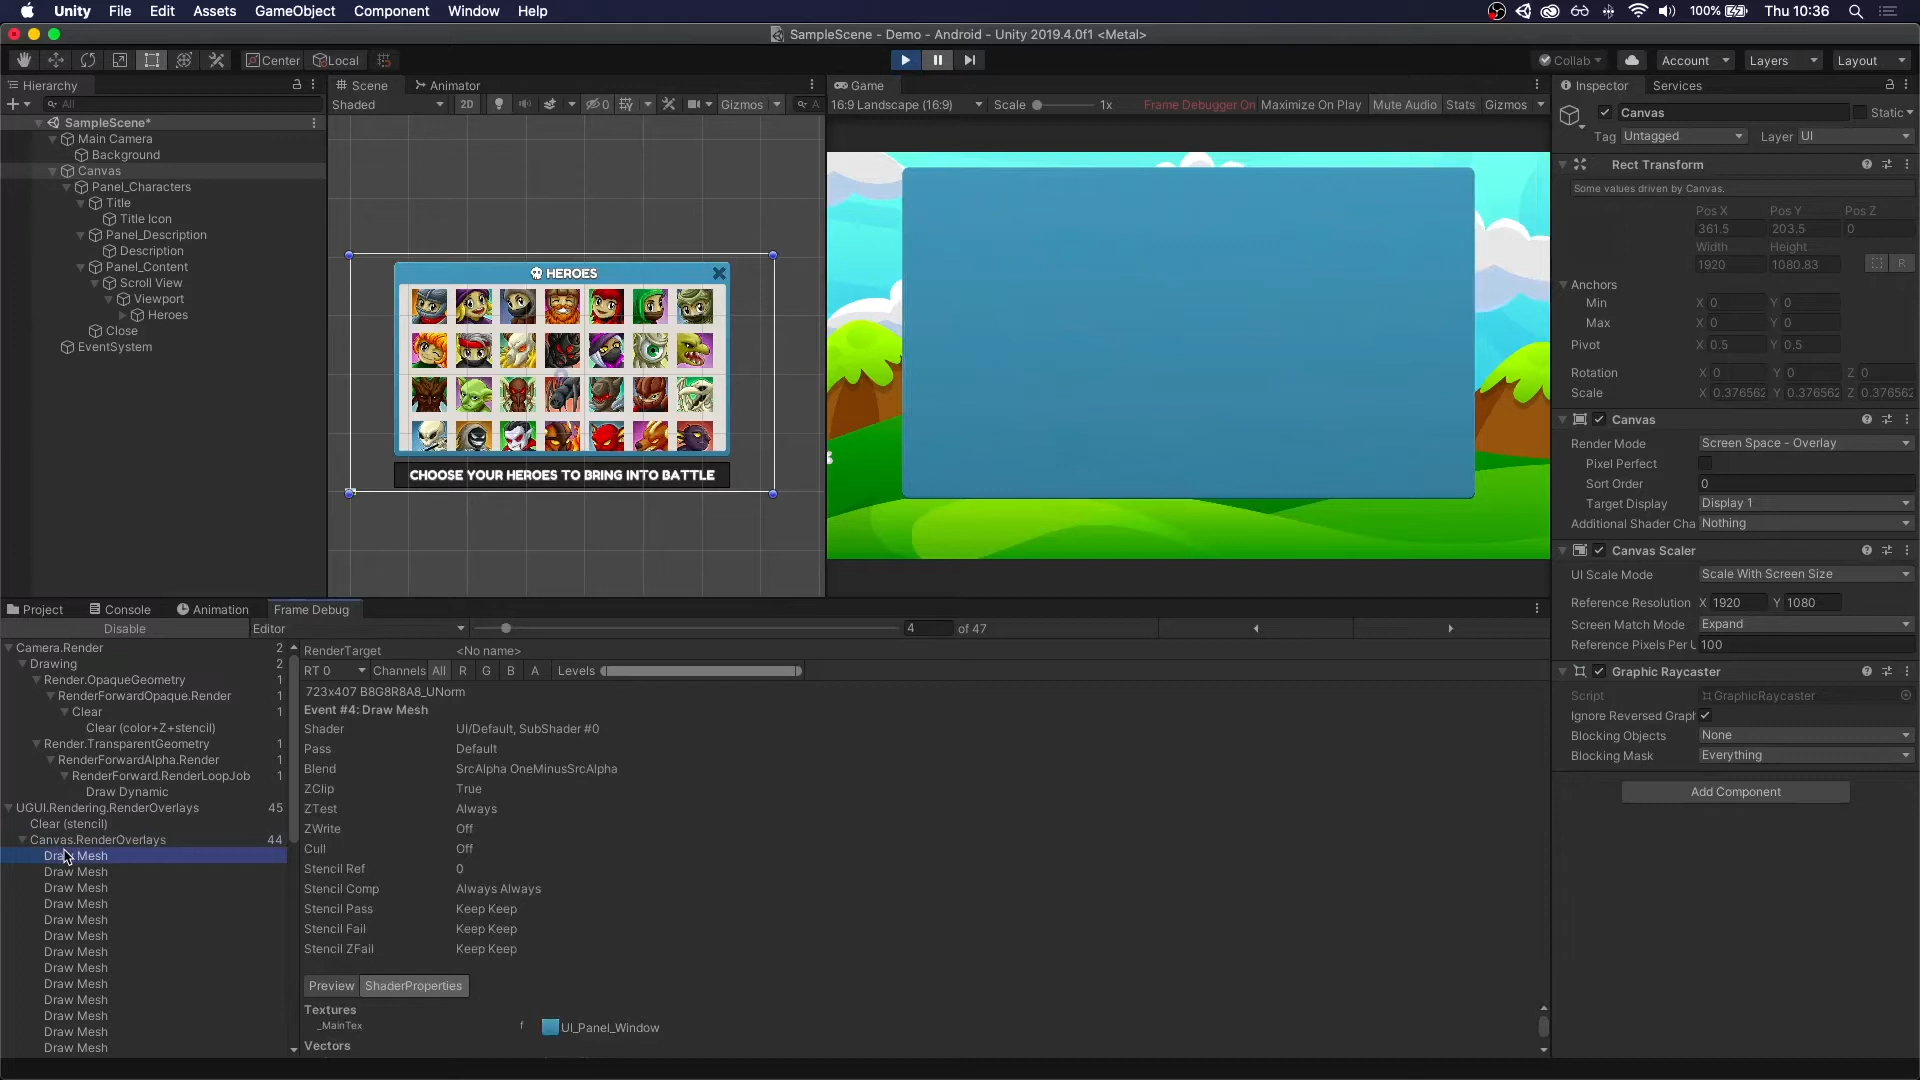 Unity File Edit Assets GameObject Component Window Help
100% Thu 10:36
SampleScene - Demo - Android - Unity 2019.4.0f1 <Metal>
Center Local
Collab Account Layers Layout
Hierarchy
All
SampleScene*
Main Camera
Background
Canvas
Panel_Characters
Title
Title Icon
Panel_Description
Description
Panel_Content
Scroll View
Viewport
Heroes
Close
EventSystem
Scene Animator
Shaded 2D 0 Gizmos A
HEROES
CHOOSE YOUR HEROES TO BRING INTO BATTLE
Game
16:9 Landscape (16:9) Scale 1x Frame Debugger On Maximize On Play Mute Audio Stats Gizmos
Inspector Services
Canvas Static
Tag Untagged Layer UI
Rect Transform
Some values driven by Canvas.
Pos X Pos Y Pos Z
361.5 203.5 0
Width Height
1920 1080.83 R
Anchors
Min X 0 Y 0
Max X 0 Y 0
Pivot X 0.5 Y 0.5
Rotation X 0 Y 0 Z 0
Scale X 0.376562 Y 0.376562 Z 0.376562
Canvas
Render Mode Screen Space - Overlay
Pixel Perfect
Sort Order 0
Target Display Display 1
Additional Shader Cha Nothing
Canvas Scaler
UI Scale Mode Scale With Screen Size
Reference Resolution X 1920 Y 1080
Screen Match Mode Expand
Reference Pixels Per U 100
Graphic Raycaster
Script GraphicRaycaster
Ignore Reversed Graph
Blocking Objects None
Blocking Mask Everything
Add Component
Project Console Animation Frame Debug
Disable Editor 4 of 47
Camera.Render 2
Drawing 2
Render.OpaqueGeometry 1
RenderForwardOpaque.Render 1
Clear 1
Clear (color+Z+stencil)
Render.TransparentGeometry 1
RenderForwardAlpha.Render 1
RenderForward.RenderLoopJob 1
Draw Dynamic
UGUI.Rendering.RenderOverlays 45
Clear (stencil)
Canvas.RenderOverlays 44
Draw Mesh
Draw Mesh
Draw Mesh
Draw Mesh
Draw Mesh
Draw Mesh
Draw Mesh
Draw Mesh
Draw Mesh
Draw Mesh
Draw Mesh
Draw Mesh
Draw Mesh
RenderTarget <No name>
RT 0 Channels All R G B A Levels
723x407 B8G8R8A8_UNorm
Event #4: Draw Mesh
Shader UI/Default, SubShader #0
Pass Default
Blend SrcAlpha OneMinusSrcAlpha
ZClip True
ZTest Always
ZWrite Off
Cull Off
Stencil Ref 0
Stencil Comp Always Always
Stencil Pass Keep Keep
Stencil Fail Keep Keep
Stencil ZFail Keep Keep
Preview ShaderProperties
Textures
_MainTex f UI_Panel_Window
Vectors